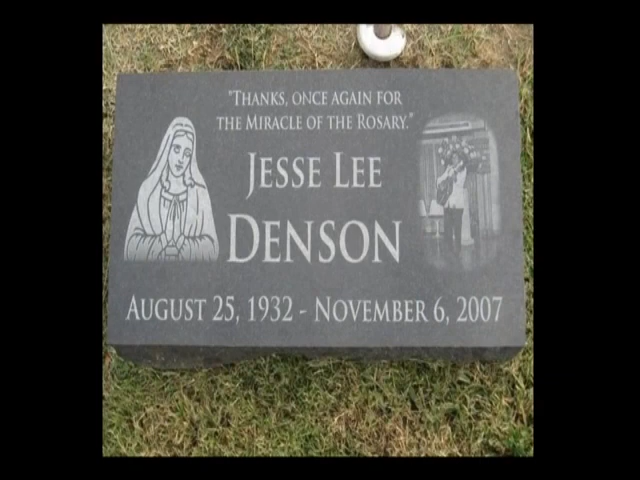 "THANKS, ONCE AGAIN FOR
THE MIRACLE OF THE ROSARY."
JESSE LEE
DENSON
AUGUST 25, 1932 - NOVEMBER 6, 2007